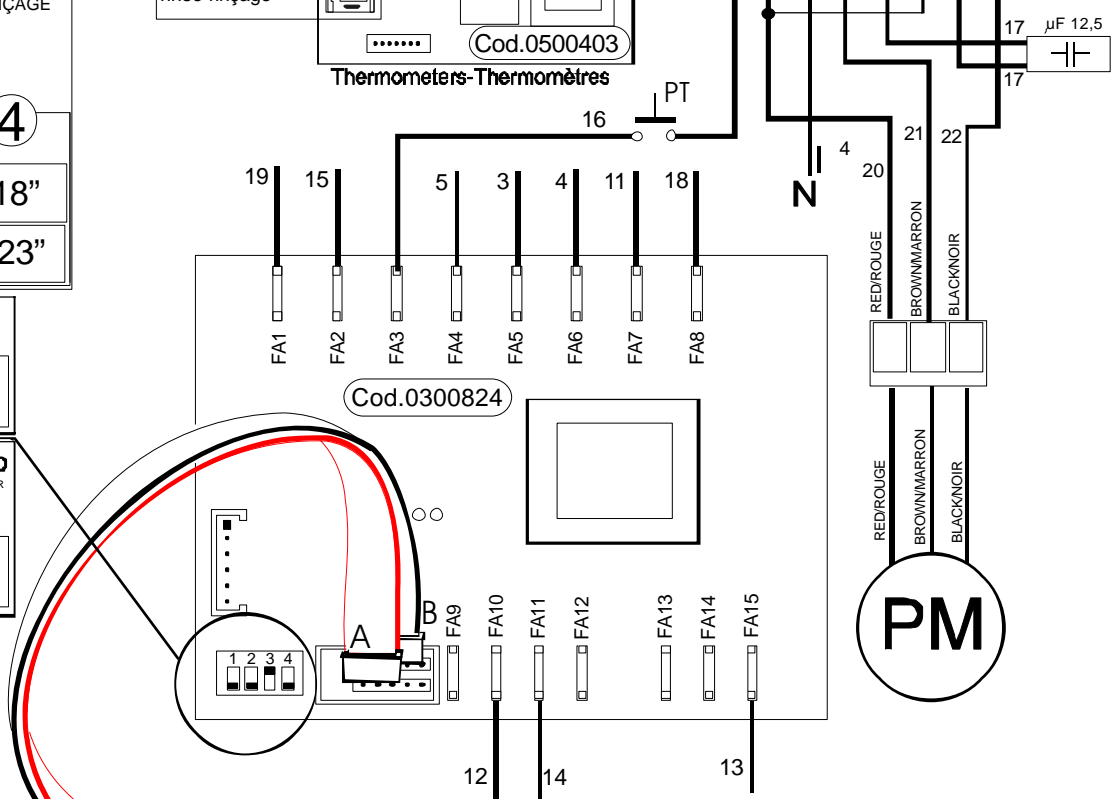 Cod.0500403
Thermometers-Thermomètres
17
µF 12,5
17
PT
16
4
18”
23”
19
15
5
3
4
11
18
4
20
21
22
N
RED/ROUGE
BROWN/MARRON
BLACK/NOIR
FA1
FA2
FA3
FA4
FA5
FA6
FA7
FA8
Cod.0300824
RED/ROUGE
BROWN/MARRON
BLACK/NOIR
PM
A
B
FA9
FA10
FA11
FA12
FA13
FA14
FA15
1 2 3 4
12
14
13